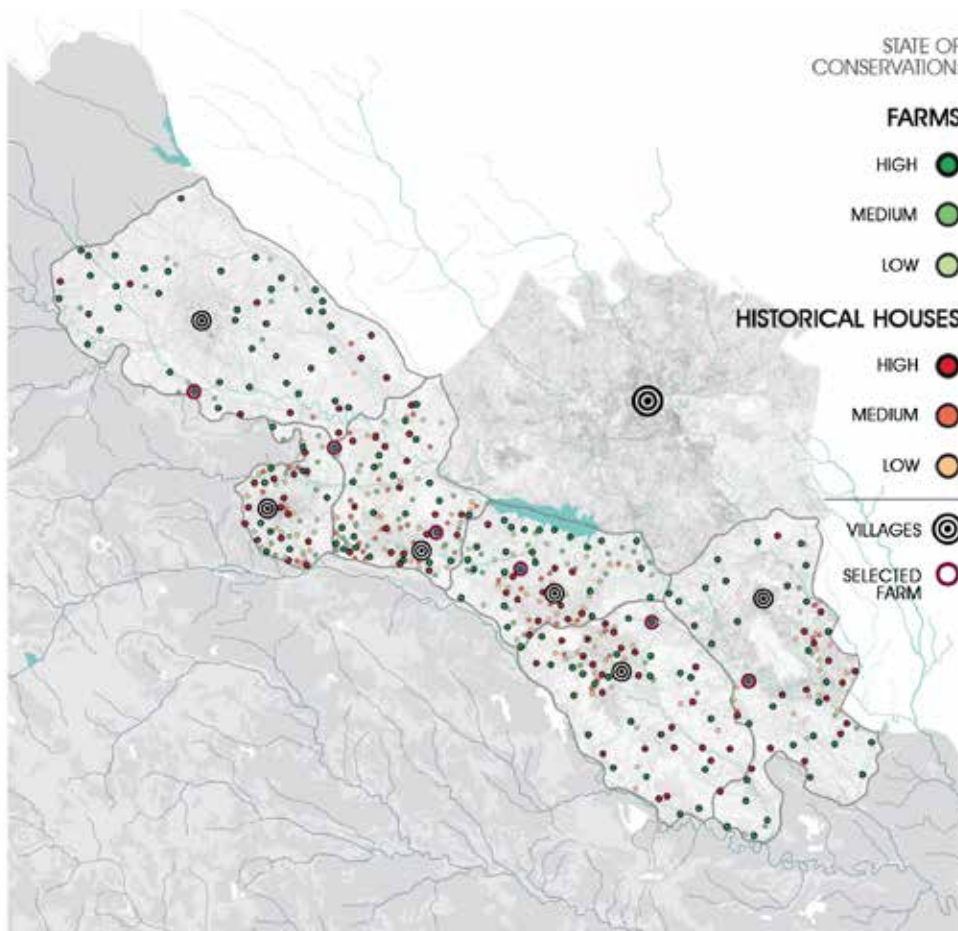 STATE OF
CONSERVATION
FARMS
HIGH
MEDIUM
LOW
HISTORICAL HOUSES
HIGH
MEDIUM
LOW
VILLAGES
SELECTED
FARM